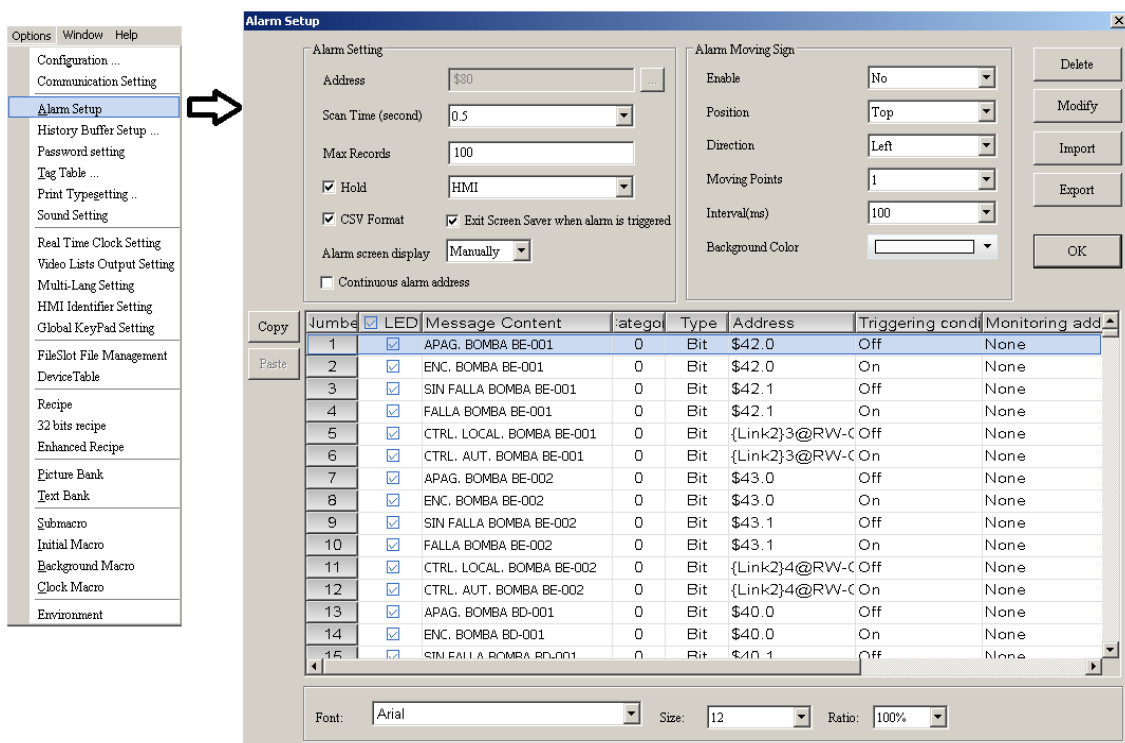 Options Window Help
Configuration ...
Communication Setting
Alarm Setup
History Buffer Setup ...
Password setting
Tag Table ...
Print Typesetting ..
Sound Setting
Real Time Clock Setting
Video Lists Output Setting
Multi-Lang Setting
HMI Identifier Setting
Global KeyPad Setting
FileSlot File Management
DeviceTable
Recipe
32 bits recipe
Enhanced Recipe
Picture Bank
Text Bank
Submacro
Initial Macro
Background Macro
Clock Macro
Environment
Alarm Setup
Alarm Setting
Address $80 ...
Scan Time (second) 0.5
Max Records 100
Hold HMI
CSV Format Exit Screen Saver when alarm is triggered
Alarm screen display Manually
Continuous alarm address
Alarm Moving Sign
Enable No
Position Top
Direction Left
Moving Points 1
Interval(ms) 100
Background Color
Delete
Modify
Import
Export
OK
Copy
Paste
Numbe LED Message Content Categor Type Address Triggering condi Monitoring add
1 APAG. BOMBA BE-001 0 Bit $42.0 Off None
2 ENC. BOMBA BE-001 0 Bit $42.0 On None
3 SIN FALLA BOMBA BE-001 0 Bit $42.1 Off None
4 FALLA BOMBA BE-001 0 Bit $42.1 On None
5 CTRL. LOCAL. BOMBA BE-001 0 Bit {Link2}3@RW-C Off None
6 CTRL. AUT. BOMBA BE-001 0 Bit {Link2}3@RW-C On None
7 APAG. BOMBA BE-002 0 Bit $43.0 Off None
8 ENC. BOMBA BE-002 0 Bit $43.0 On None
9 SIN FALLA BOMBA BE-002 0 Bit $43.1 Off None
10 FALLA BOMBA BE-002 0 Bit $43.1 On None
11 CTRL. LOCAL. BOMBA BE-002 0 Bit {Link2}4@RW-C Off None
12 CTRL. AUT. BOMBA BE-002 0 Bit {Link2}4@RW-C On None
13 APAG. BOMBA BD-001 0 Bit $40.0 Off None
14 ENC. BOMBA BD-001 0 Bit $40.0 On None
15 SIN FALLA BOMBA BD-001 0 Bit $40.1 Off None
Font: Arial Size: 12 Ratio: 100%